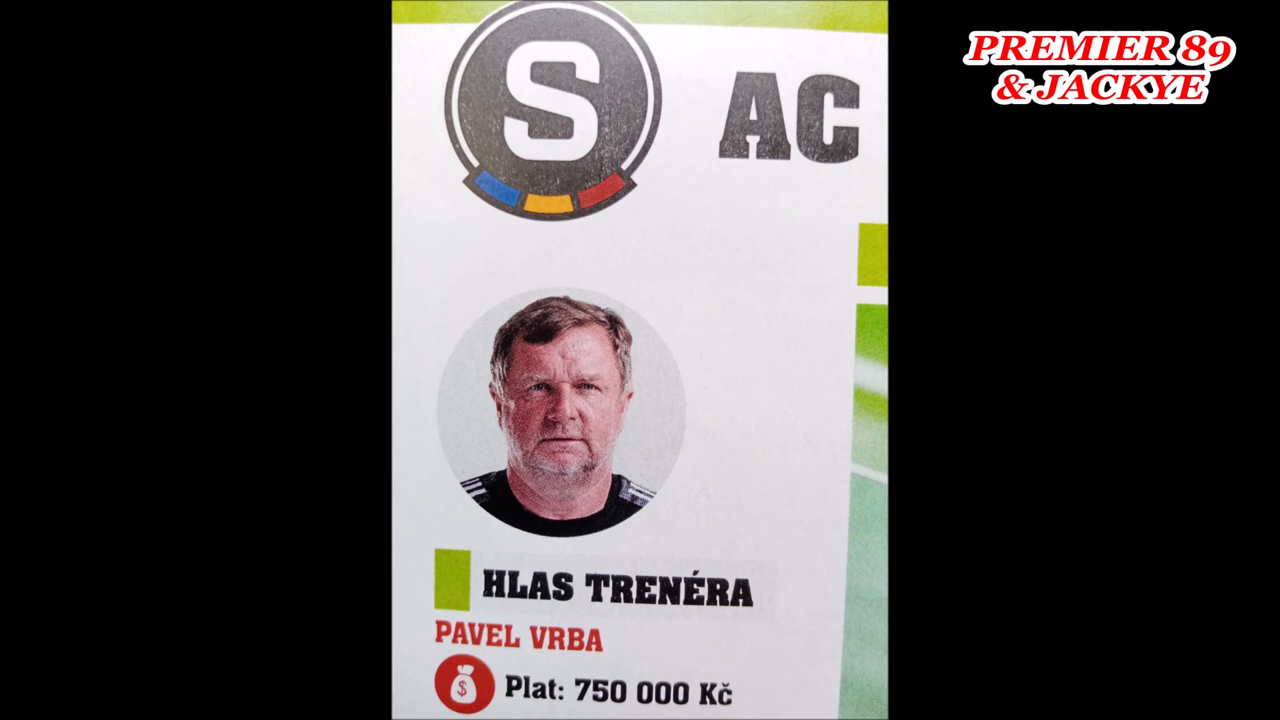 PREMIER 89
& JACKYE
S
AC
HLAS TRENÉRA
PAVEL VRBA
$
Plat: 750 000 Kč